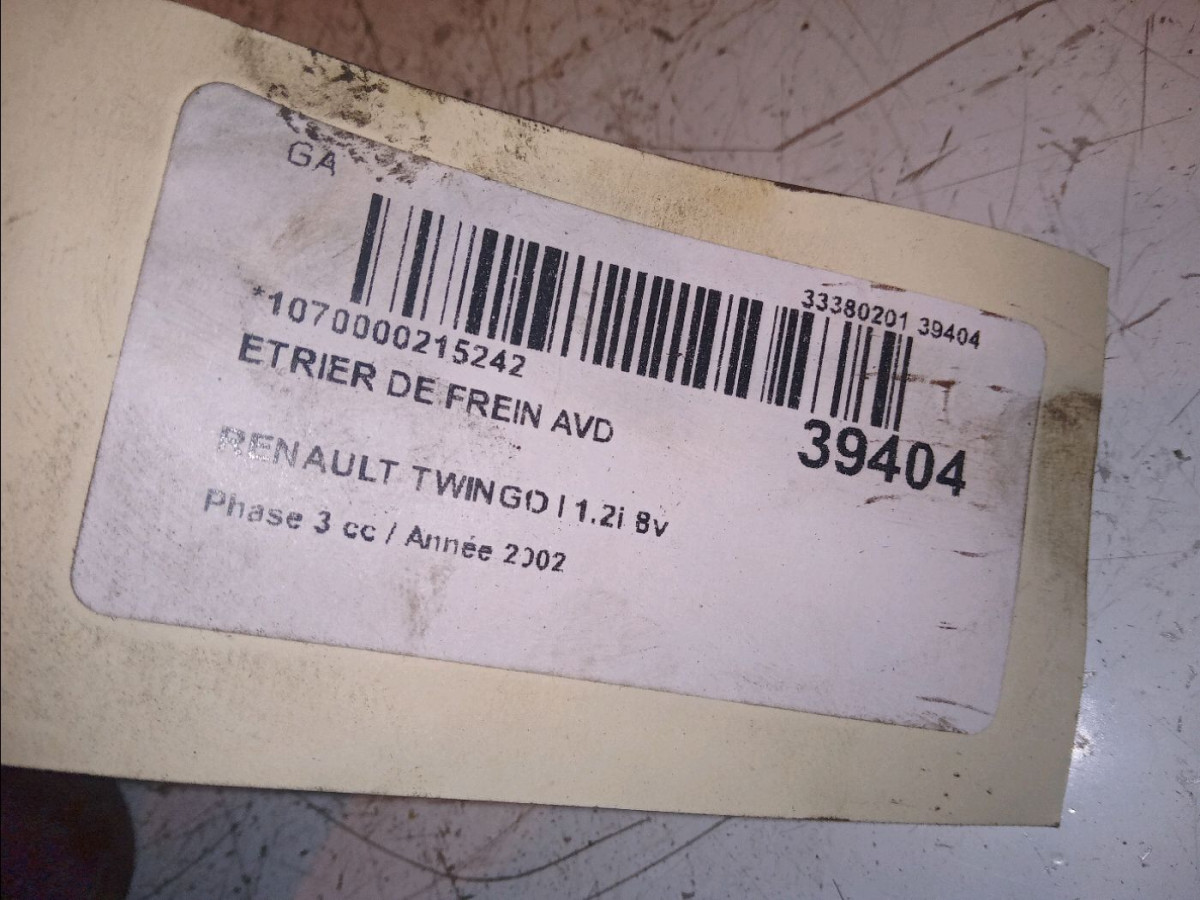 GA
33380201 39404
*1070000215242
ETRIER DE FREIN AVD
39404
RENAULT TWINGO I 1.2i 8v
Phase 3 cc / Année 2002